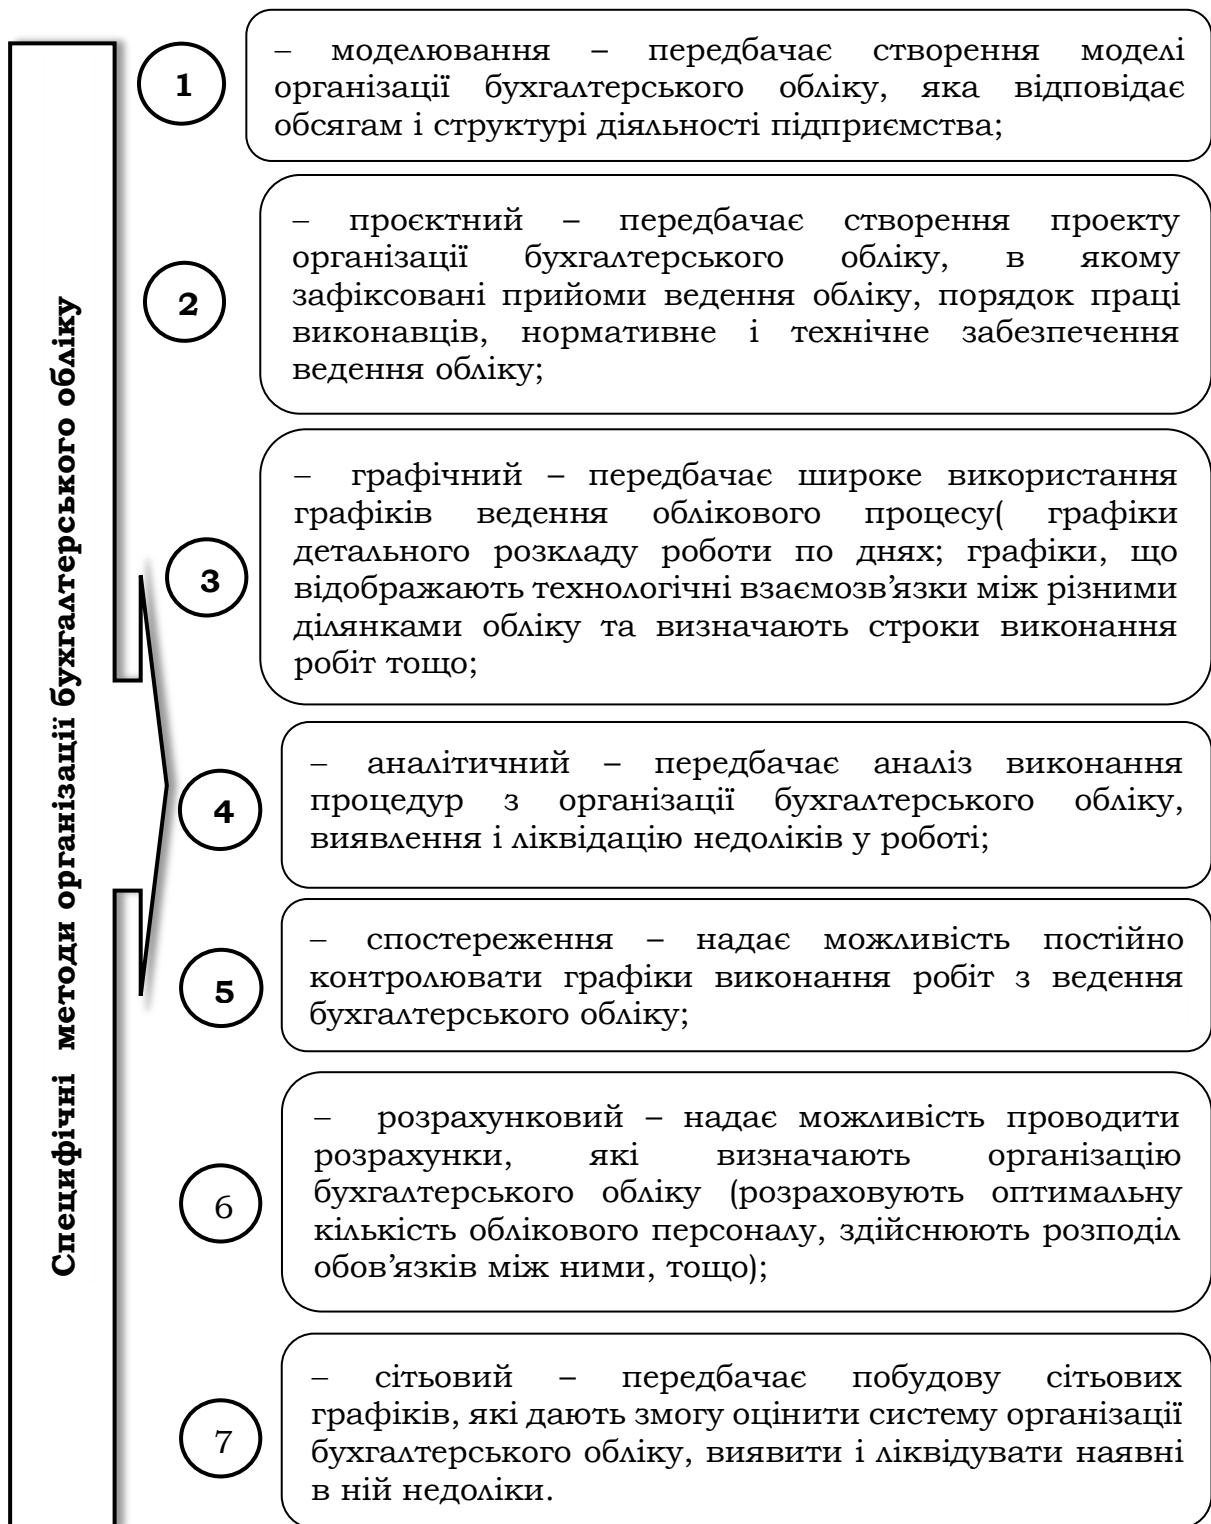 Специфічні методи організації бухгалтерського обліку
1
– моделювання – передбачає створення моделі
організації бухгалтерського обліку, яка відповідає
обсягам і структурі діяльності підприємства;
2
– проєктний – передбачає створення проекту
організації бухгалтерського обліку, в якому
зафіксовані прийоми ведення обліку, порядок праці
виконавців, нормативне і технічне забезпечення
ведення обліку;
3
– графічний – передбачає широке використання
графіків ведення облікового процесу( графіки
детального розкладу роботи по днях; графіки, що
відображають технологічні взаємозв’язки між різними
ділянками обліку та визначають строки виконання
робіт тощо;
4
– аналітичний – передбачає аналіз виконання
процедур з організації бухгалтерського обліку,
виявлення і ліквідацію недоліків у роботі;
5
– спостереження – надає можливість постійно
контролювати графіки виконання робіт з ведення
бухгалтерського обліку;
6
– розрахунковий – надає можливість проводити
розрахунки, які визначають організацію
бухгалтерського обліку (розраховують оптимальну
кількість облікового персоналу, здійснюють розподіл
обов’язків між ними, тощо);
7
– сітьовий – передбачає побудову сітьових
графіків, які дають змогу оцінити систему організації
бухгалтерського обліку, виявити і ліквідувати наявні
в ній недоліки.